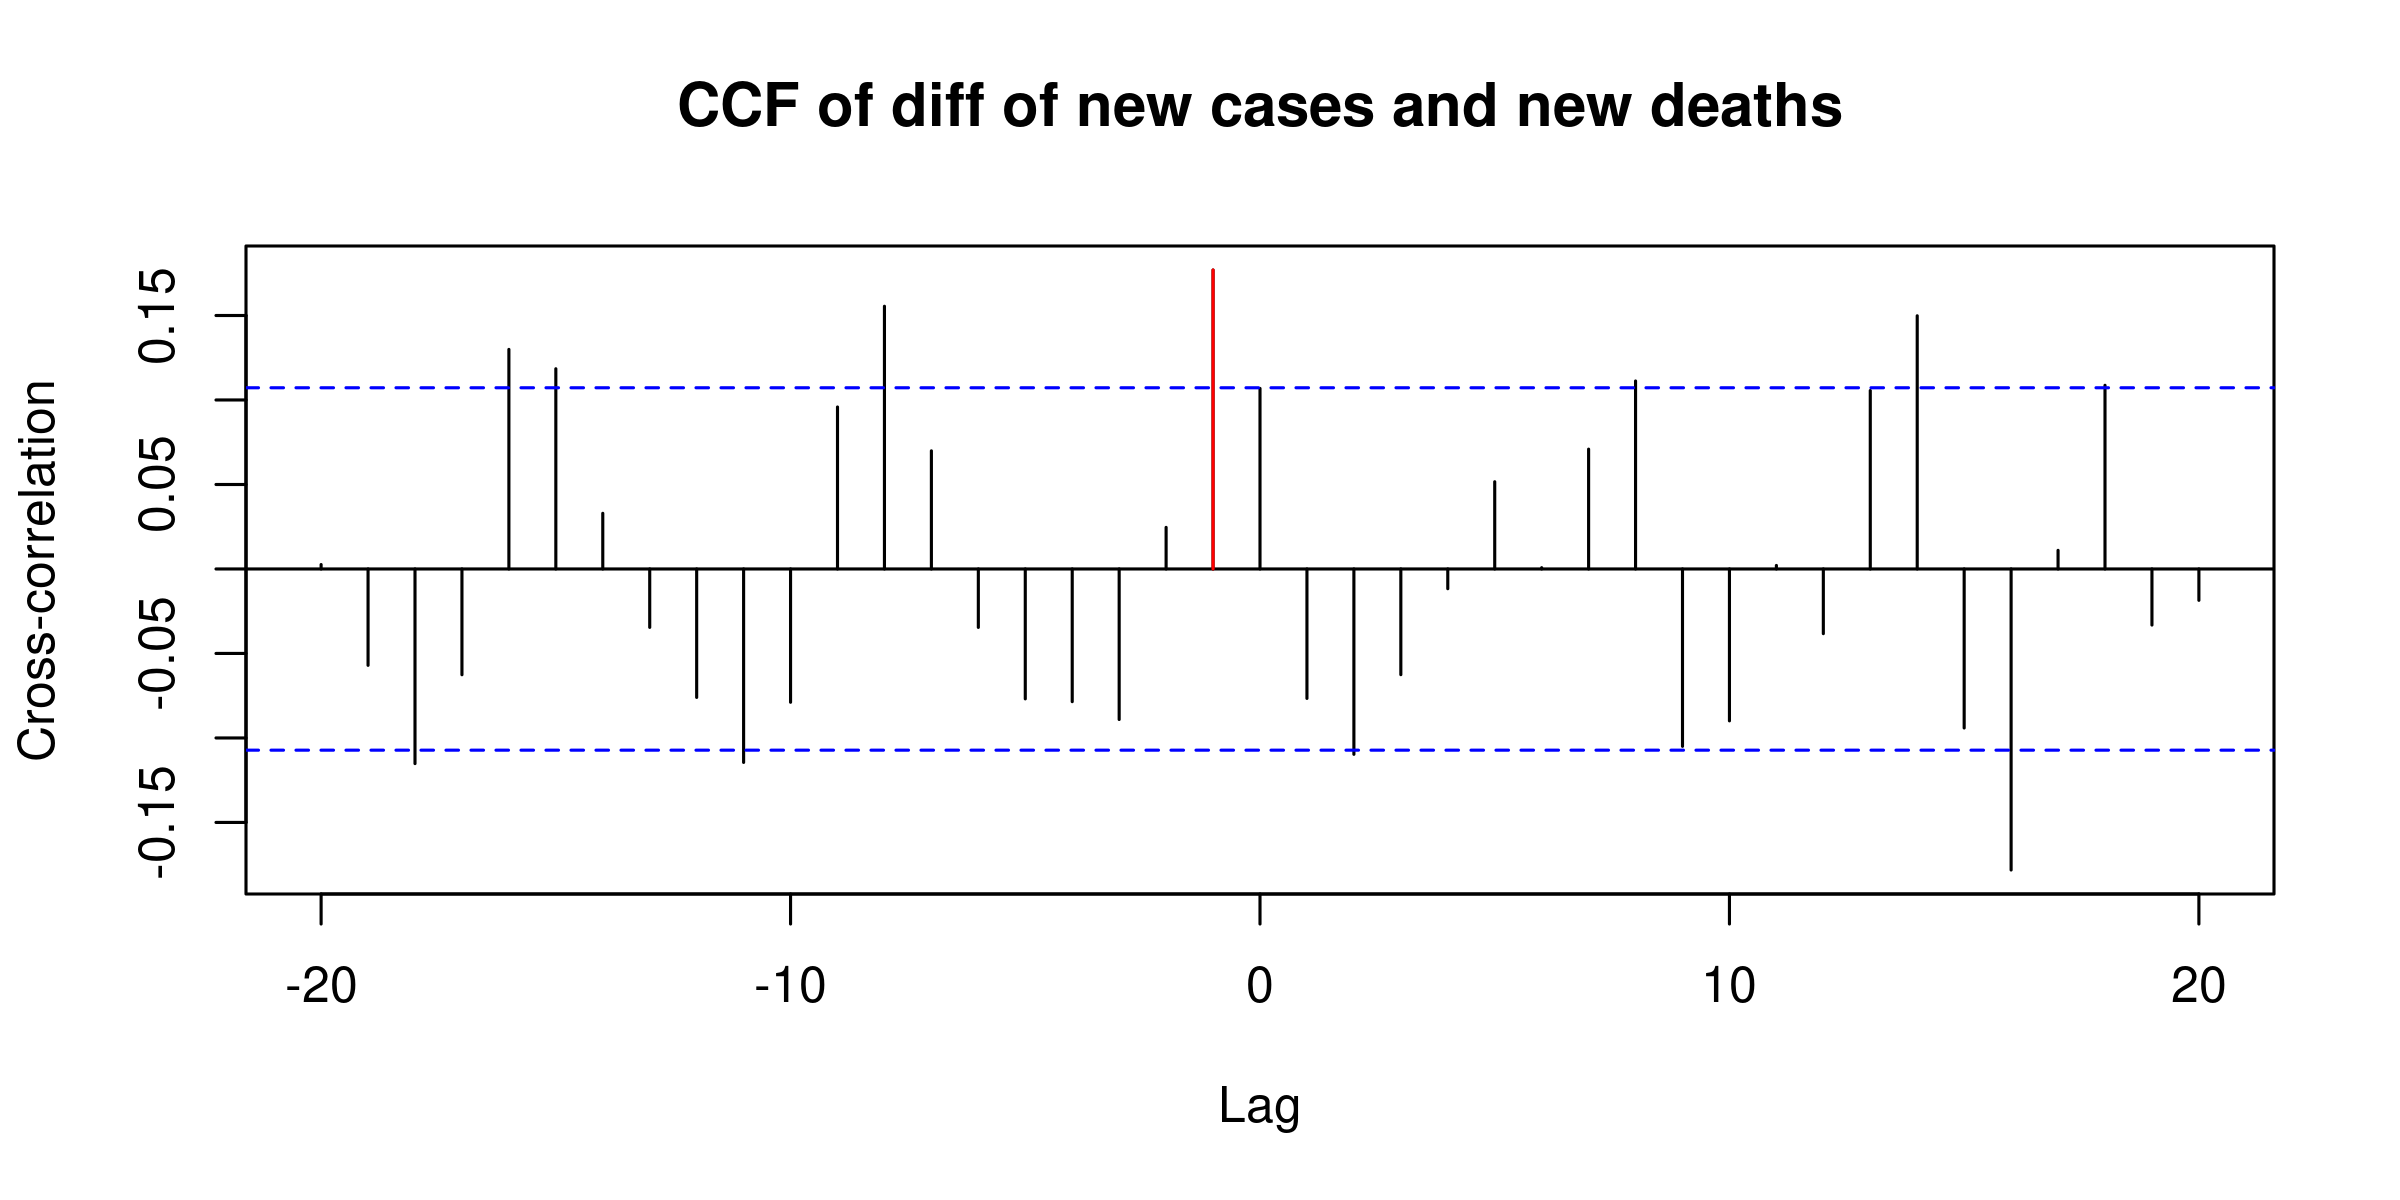 CCF of diff of new cases and new deaths
Cross-correlation
0.15
0.05
-0.05
-0.15
-20 -10 0 10 20
Lag